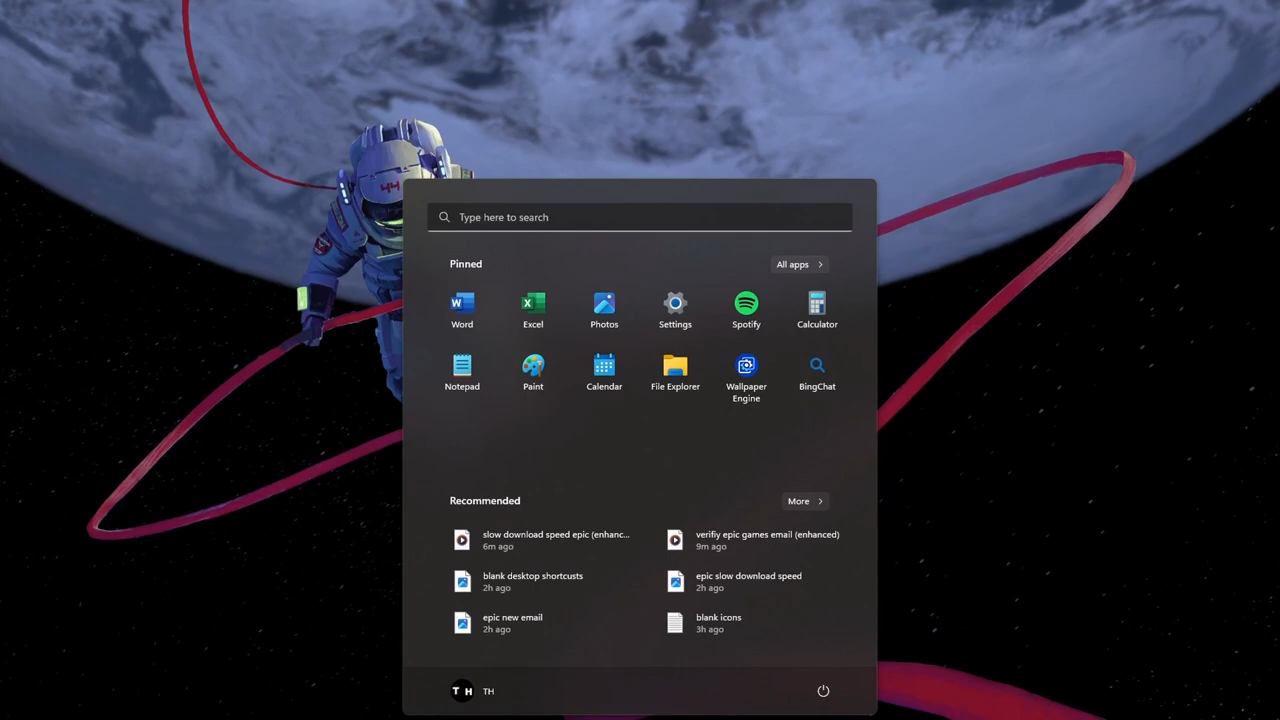 44
Type here to search
Pinned
All apps
Word
Excel
Photos
Settings
Spotify
Calculator
Notepad
Paint
Calendar
File Explorer
Wallpaper
Engine
BingChat
Recommended
More
slow download speed epic (enhanc...
6m ago
verifiy epic games email (enhanced)
9m ago
blank desktop shortcusts
2h ago
epic slow download speed
2h ago
epic new email
2h ago
blank icons
3h ago
T H
TH